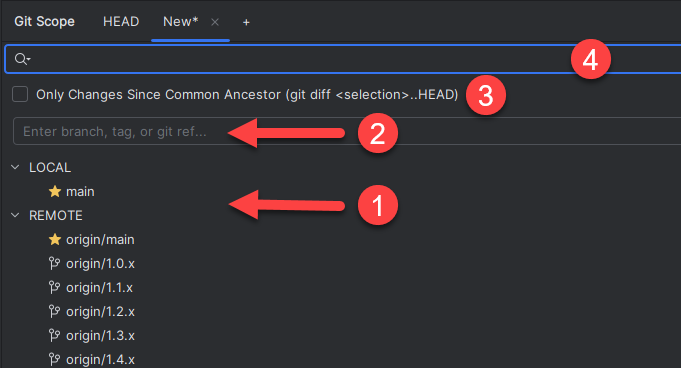 Git Scope HEAD New* × +
4
Only Changes Since Common Ancestor (git diff <selection>..HEAD) 3
Enter branch, tag, or git ref... 2
LOCAL
main
1
REMOTE
origin/main
origin/1.0.x
origin/1.1.x
origin/1.2.x
origin/1.3.x
origin/1.4.x